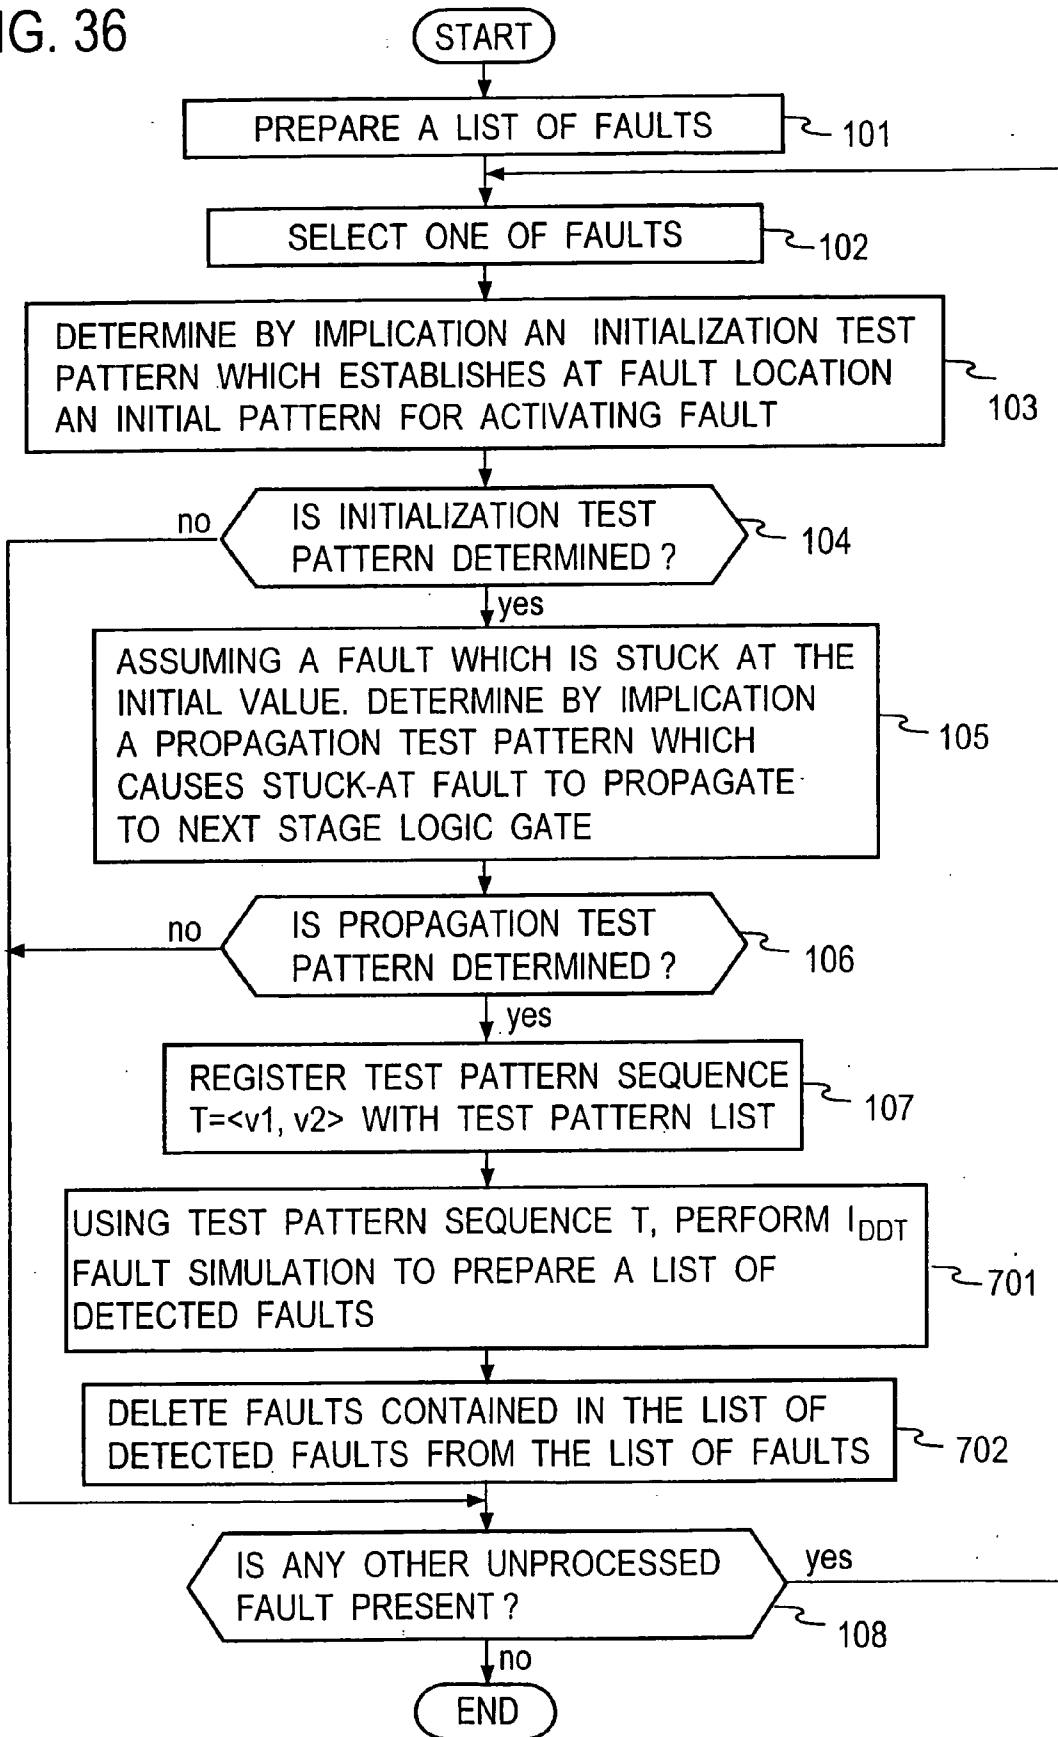 IG. 36
START
PREPARE A LIST OF FAULTS
101
SELECT ONE OF FAULTS
102
DETERMINE BY IMPLICATION AN INITIALIZATION TEST
PATTERN WHICH ESTABLISHES AT FAULT LOCATION
AN INITIAL PATTERN FOR ACTIVATING FAULT
103
no
IS INITIALIZATION TEST
PATTERN DETERMINED ?
104
yes
ASSUMING A FAULT WHICH IS STUCK AT THE
INITIAL VALUE. DETERMINE BY IMPLICATION
A PROPAGATION TEST PATTERN WHICH
CAUSES STUCK-AT FAULT TO PROPAGATE
TO NEXT STAGE LOGIC GATE
105
no
IS PROPAGATION TEST
PATTERN DETERMINED ?
106
yes
REGISTER TEST PATTERN SEQUENCE
T=<v1, v2> WITH TEST PATTERN LIST
107
USING TEST PATTERN SEQUENCE T, PERFORM IDDT
FAULT SIMULATION TO PREPARE A LIST OF
DETECTED FAULTS
701
DELETE FAULTS CONTAINED IN THE LIST OF
DETECTED FAULTS FROM THE LIST OF FAULTS
702
IS ANY OTHER UNPROCESSED
FAULT PRESENT ?
yes
108
no
END